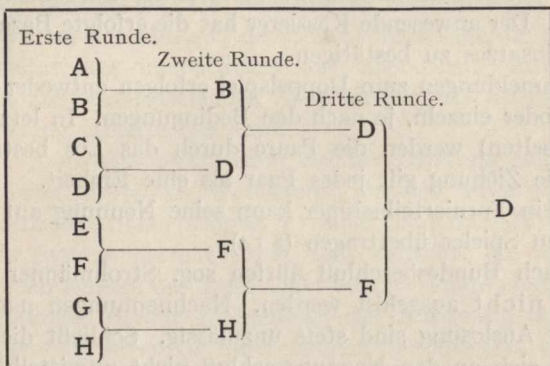 Erste Runde.
Zweite Runde.
Dritte Runde.
A
B
C
D
E
F
G
H
B
D
F
H
D
F
D